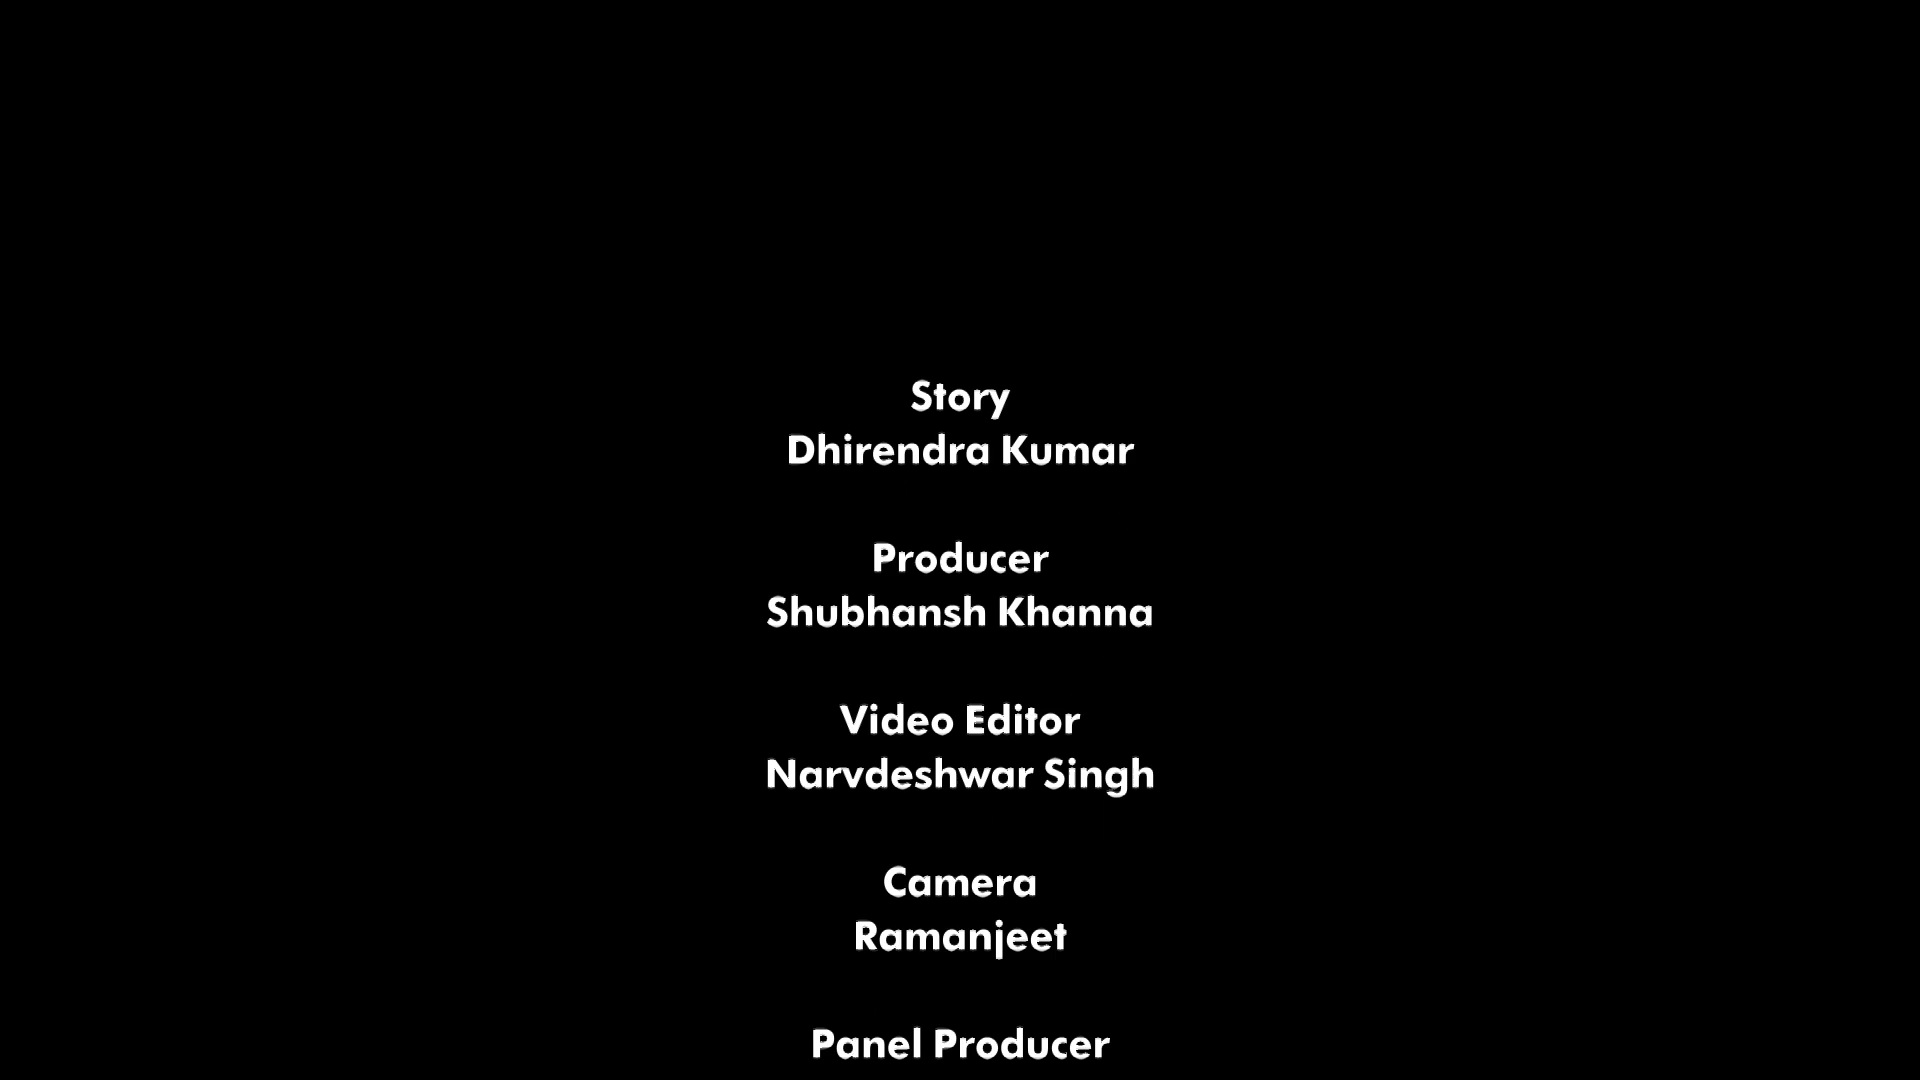 Story
Dhirendra Kumar
Producer
Shubhansh Khanna
Video Editor
Narvdeshwar Singh
Camera
Ramanjeet
Panel Producer